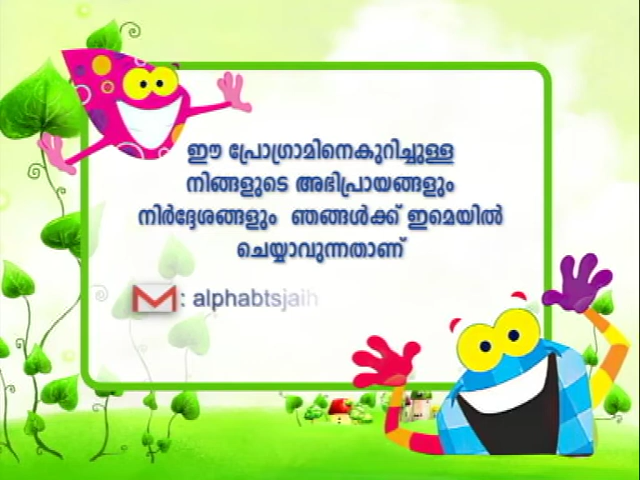 ഈ പ്രോഗ്രാമിനെകുറിച്ചുള്ള
നിങ്ങളുടെ അഭിപ്രായങ്ങളും
നിർദ്ദേശങ്ങളും ഞങ്ങൾക്ക് ഇമെയിൽ
ചെയ്യാവുന്നതാണ്
: alphabtsjaih